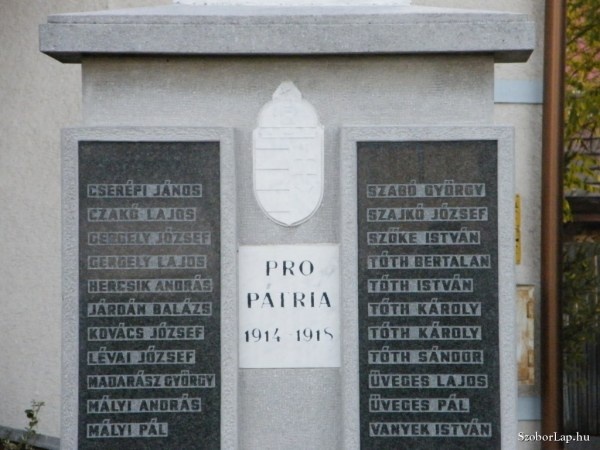 CSERÉPI JÁNOS
CZAKÓ LAJOS
GERGELY JÓZSEF
GERGELY LAJOS
HERCSIK ANDRÁS
JÁRDÁN BALÁZS
KOVÁCS JÓZSEF
LÉVAI JÓZSEF
MADARÁSZ GYÖRGY
MÁLYI ANDRÁS
MÁLYI PÁL
PRO
PÁTRIA
1914-1918
SZABÓ GYÖRGY
SZAJKÓ JÓZSEF
SZŐKE ISTVÁN
TÓTH BERTALAN
TÓTH ISTVÁN
TÓTH KÁROLY
TÓTH KÁROLY
TÓTH SÁNDOR
ÜVEGES LAJOS
ÜVEGES PÁL
VANYEK ISTVÁN
SzoborLap.hu